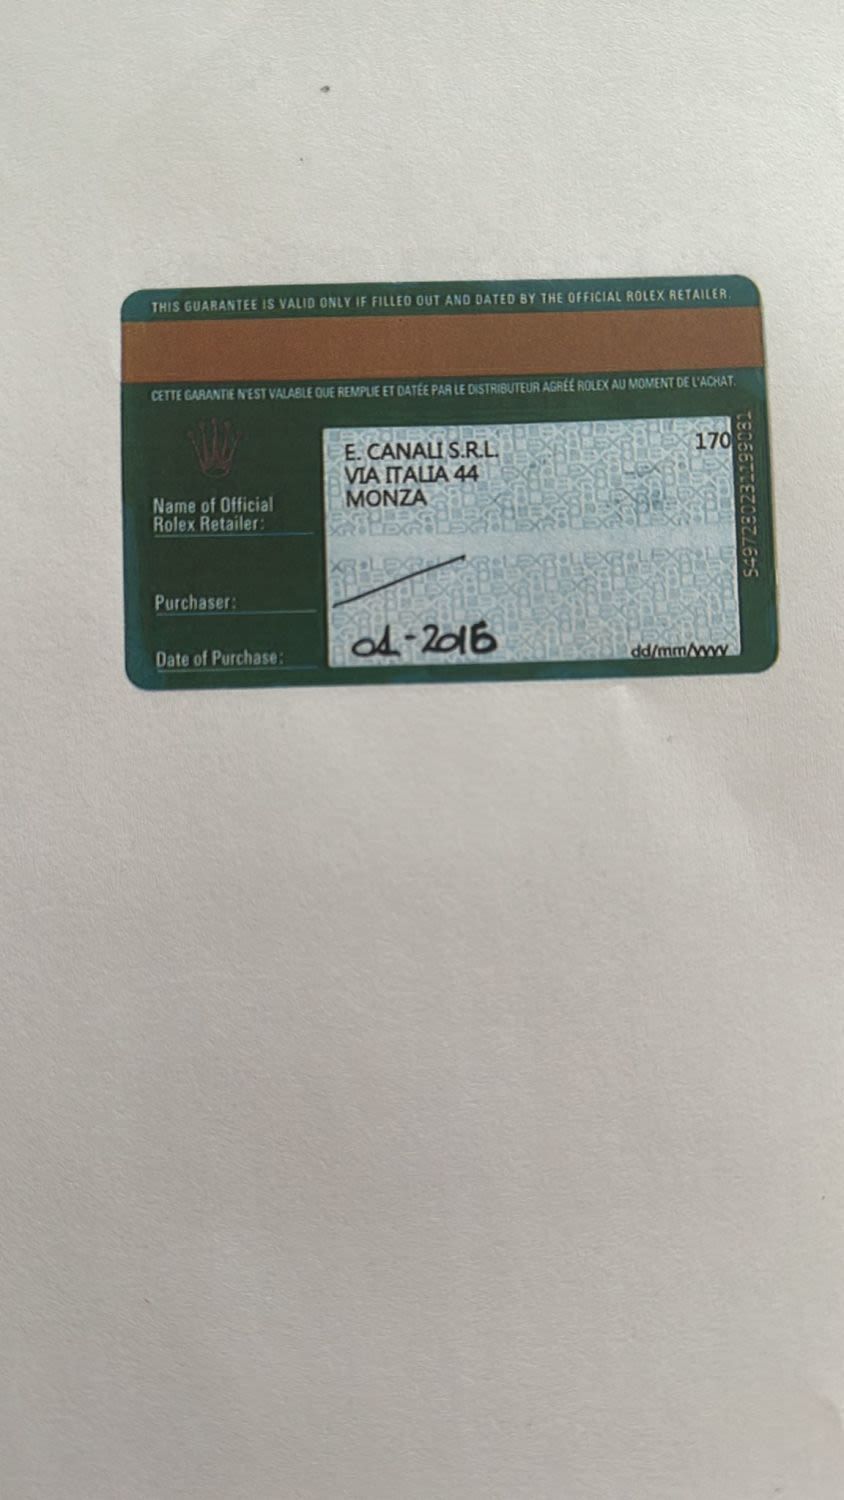 THIS GUARANTEE IS VALID ONLY IF FILLED OUT AND DATED BY THE OFFICIAL ROLEX RETAILER.
CETTE GARANTIE N'EST VALABLE QUE REMPLIE ET DATÉE PAR LE DISTRIBUTEUR AGRÉÉ ROLEX AU MOMENT DE L'ACHAT.
E. CANALI S.R.L. 170
VIA ITALIA 44
MONZA
Name of Official
Rolex Retailer:
Purchaser:
Date of Purchase: 01-2016 dd/mm/yyyy